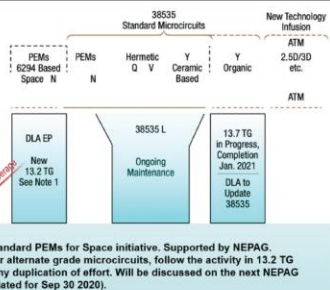 38535
Standard Microcircuits
New Technology
Infusion
PEMs
6294 Based
Space N
PEMs
N
Hermetic
Q V
Y
Ceramic
Based
Y
Organic
ATM
2.5D/3D
etc.
ATM
DLA EP
New
13.2 TG
See Note 1
38535 L
Ongoing
Maintenance
13.7 TG
in Progress,
Completion
Jan. 2021
DLA to
Update
38535
erage
andard PEMs for Space initiative. Supported by NEPAG.
r alternate grade microcircuits, follow the activity in 13.2 TG
ny duplication of effort. Will be discussed on the next NEPAG
ated for Sep 30 2020).